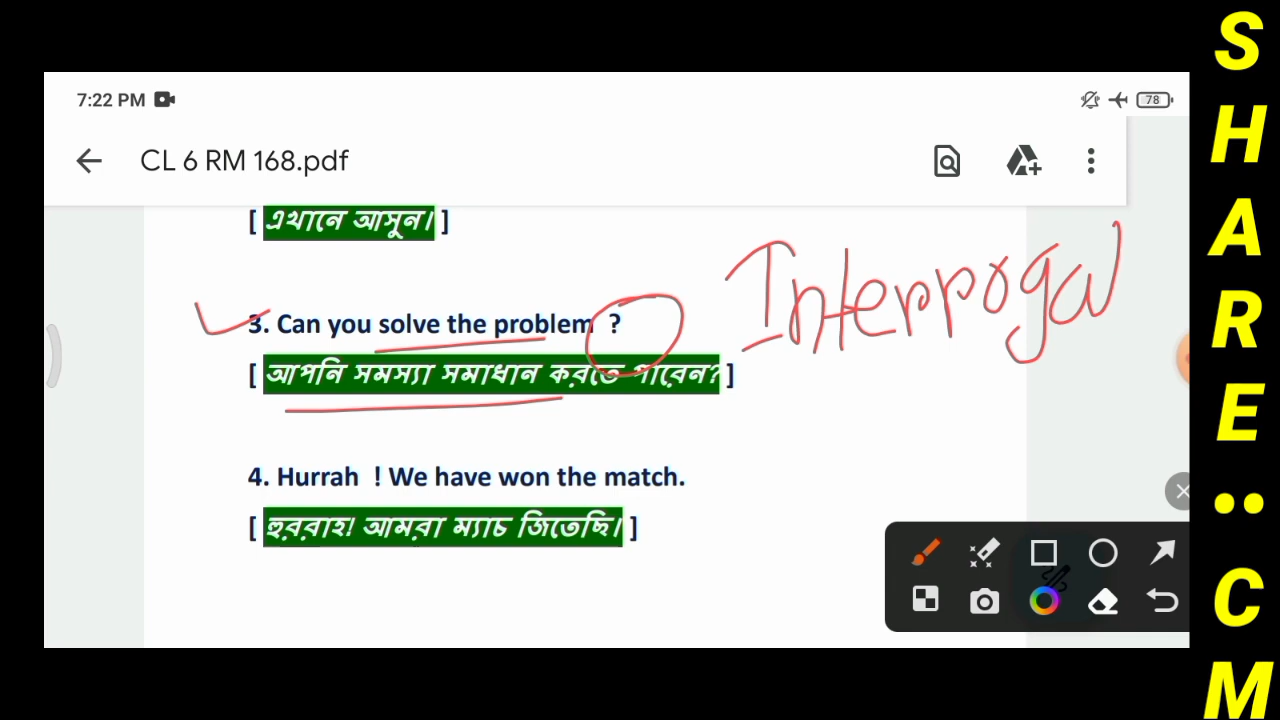 7:22 PM
78
CL 6 RM 168.pdf
[ এখানে আসুন। ]
Interrogat
3. Can you solve the problem ?
[ আপনি সমস্যা সমাধান করতে পারেন? ]
4. Hurrah ! We have won the match.
[ হুররাহ! আমরা ম্যাচ জিতেছি। ]
SHARE••CM